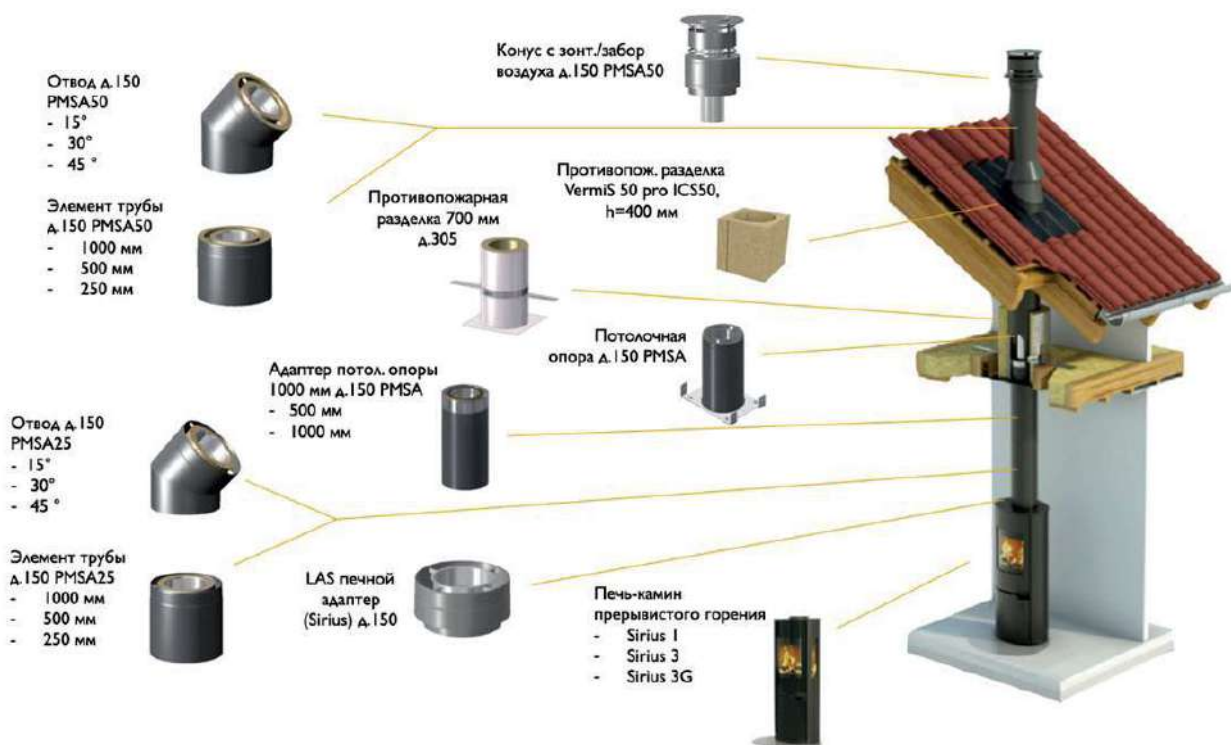 Конус с зонт./забор
воздуха д.150 PMSA50
Отвод д.150
PMSA50
- 15°
- 30°
- 45 °
Элемент трубы
д.150 PMSA50
- 1000 мм
- 500 мм
- 250 мм
Противопожарная
разделка 700 мм
д.305
Противопож. разделка
VermiS 50 pro ICS50,
h=400 мм
Потолочная
опора д.150 PMSA
Адаптер потол. опоры
1000 мм д.150 PMSA
- 500 мм
- 1000 мм
Отвод д.150
PMSA25
- 15°
- 30°
- 45 °
Элемент трубы
д.150 PMSA25
- 1000 мм
- 500 мм
- 250 мм
LAS печной
адаптер
(Sirius) д.150
Печь-камин
прерывистого горения
- Sirius 1
- Sirius 3
- Sirius 3G